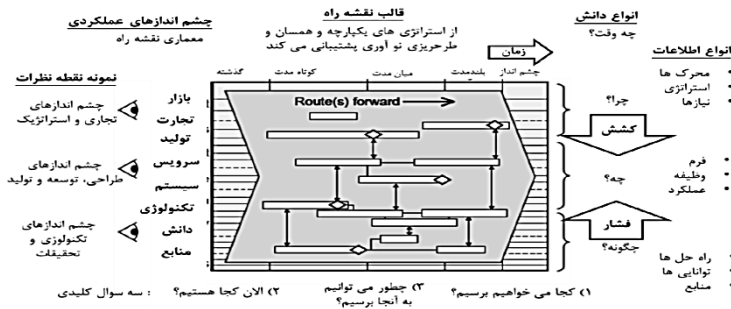 چشم اندازهای عملکردی
معماری نقشه راه
قالب نقشه راه
از استراتژی های یکپارچه و همسان و
طرحریزی نو آوری پشتیبانی می کند
انواع دانش
چه وقت؟
زمان
انواع اطلاعات
محرک ها
استراتژی
نیازها
فرم
وظیفه
عملکرد
راه حل ها
توانایی ها
منابع
گذشته
کوتاه مدت
میان مدت
بلندمدت
چشم انداز
Route(s) forward
نمونه نقطه نظرات
چشم اندازهای
تجاری و استراتژیک
چشم اندازهای
طراحی، توسعه و تولید
چشم اندازهای
تکنولوژی و
تحقیقات
بازار
تجارت
تولید
سرویس
سیستم
تکنولوژی
دانش
منابع
چرا؟
کشش
چه؟
فشار
چگونه؟
سه سوال کلیدی :
۱) کجا می خواهیم برسیم؟
۲) الان کجا هستیم؟
۳) چطور می توانیم
به آنجا برسیم؟